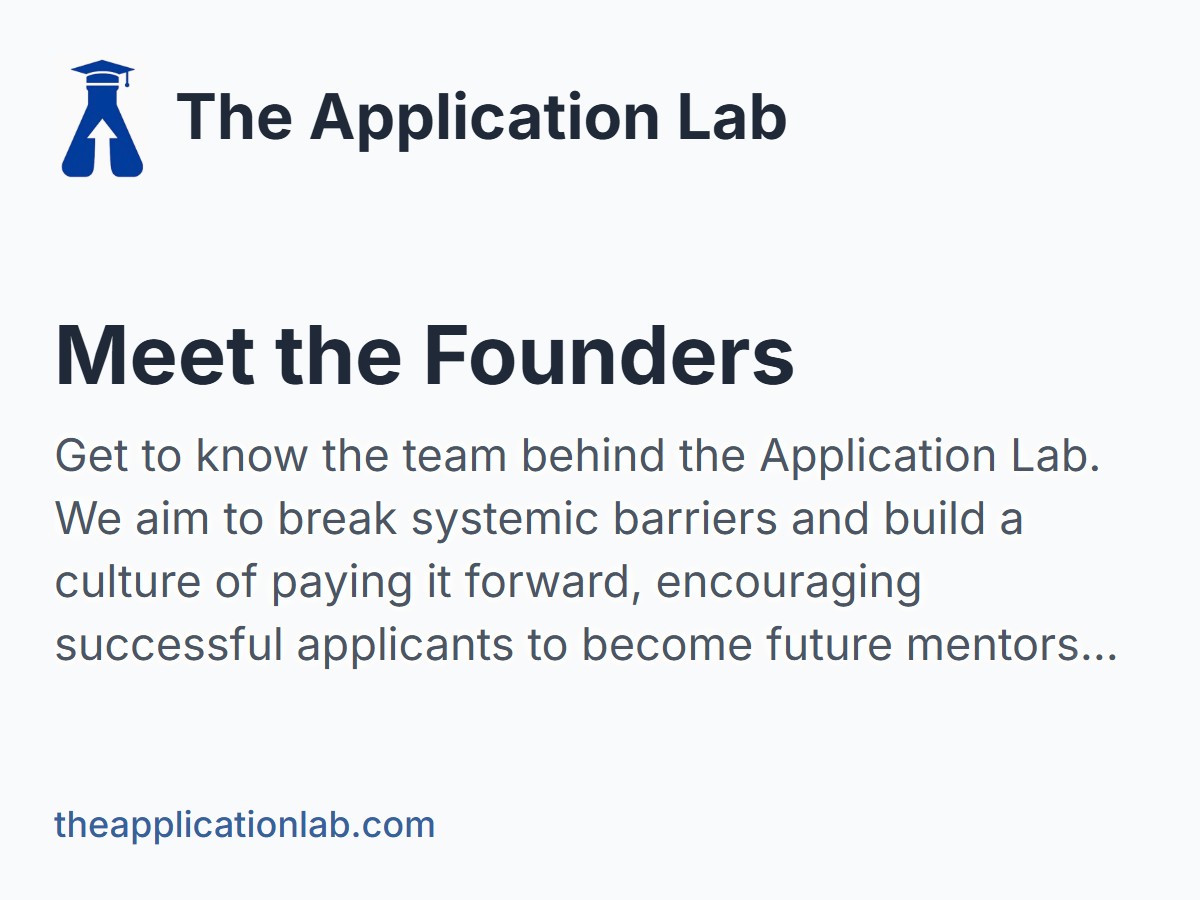 The Application Lab
Meet the Founders
Get to know the team behind the Application Lab.
We aim to break systemic barriers and build a
culture of paying it forward, encouraging
successful applicants to become future mentors...
theapplicationlab.com